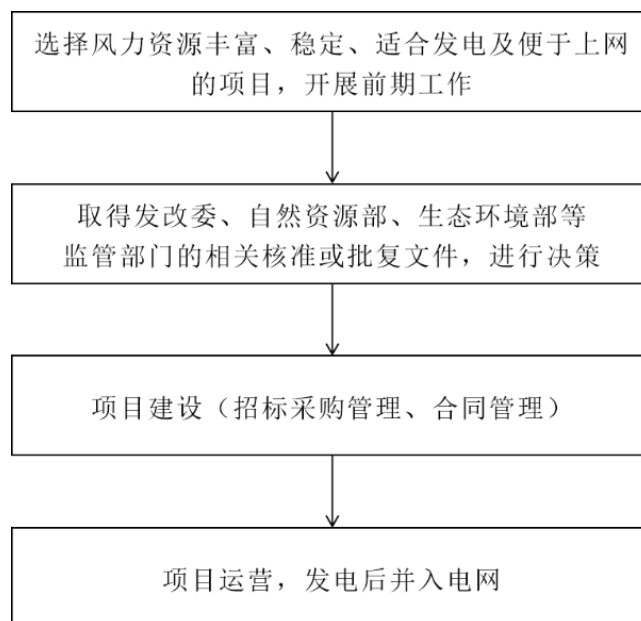 选择风力资源丰富、稳定、适合发电及便于上网
的项目，开展前期工作
取得发改委、自然资源部、生态环境部等
监管部门的相关核准或批复文件，进行决策
项目建设（招标采购管理、合同管理）
项目运营，发电后并入电网